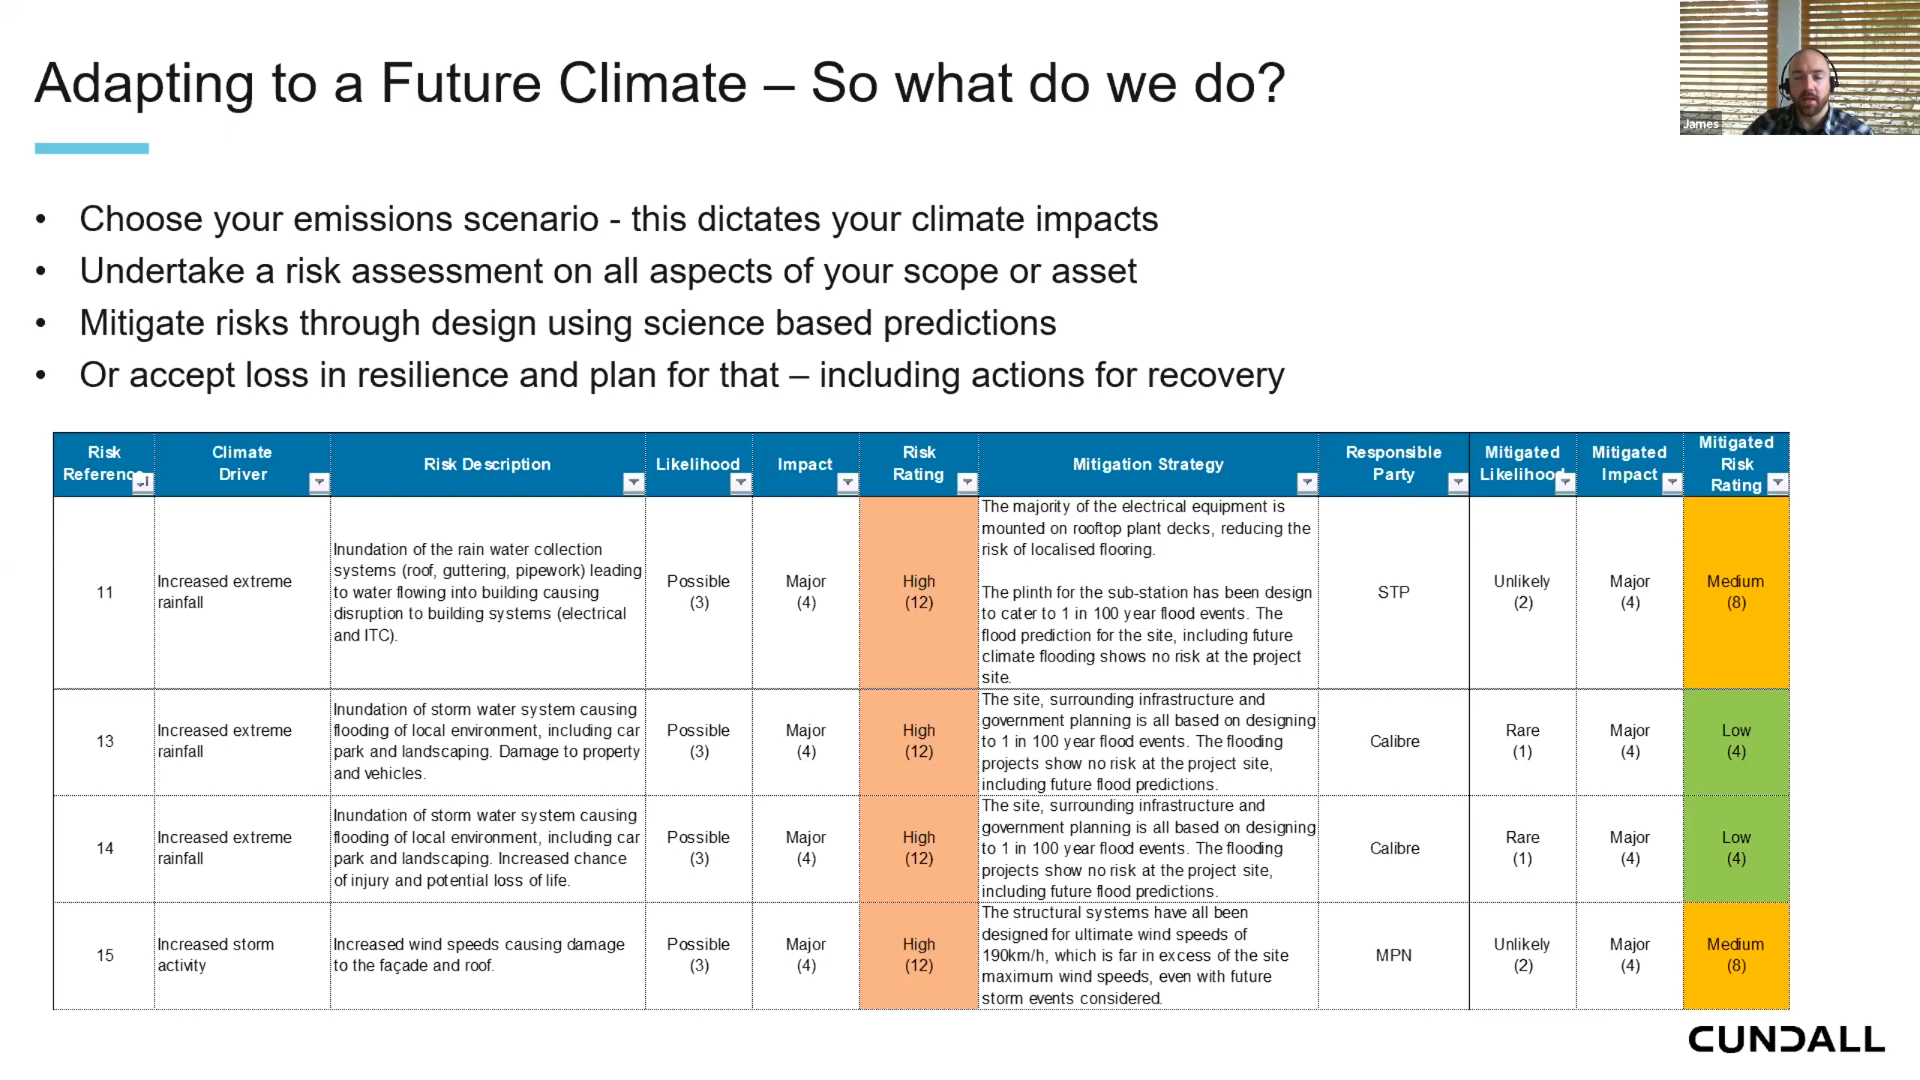 Adapting to a Future Climate – So what do we do?
James
• Choose your emissions scenario - this dictates your climate impacts
• Undertake a risk assessment on all aspects of your scope or asset
• Mitigate risks through design using science based predictions
• Or accept loss in resilience and plan for that – including actions for recovery
Risk
Reference
Climate
Driver
Risk Description
Likelihood
Impact
Risk
Rating
Mitigation Strategy
Responsible
Party
Mitigated
Likelihood
Mitigated
Impact
Mitigated
Risk
Rating
11
Increased extreme
rainfall
Inundation of the rain water collection
systems (roof, guttering, pipework) leading
to water flowing into building causing
disruption to building systems (electrical
and ITC).
Possible
(3)
Major
(4)
High
(12)
The majority of the electrical equipment is
mounted on rooftop plant decks, reducing the
risk of localised flooring.
The plinth for the sub-station has been design
to cater to 1 in 100 year flood events. The
flood prediction for the site, including future
climate flooding shows no risk at the project
site.
STP
Unlikely
(2)
Major
(4)
Medium
(8)
13
Increased extreme
rainfall
Inundation of storm water system causing
flooding of local environment, including car
park and landscaping. Damage to property
and vehicles.
Possible
(3)
Major
(4)
High
(12)
The site, surrounding infrastructure and
government planning is all based on designing
to 1 in 100 year flood events. The flooding
projects show no risk at the project site,
including future flood predictions.
Calibre
Rare
(1)
Major
(4)
Low
(4)
14
Increased extreme
rainfall
Inundation of storm water system causing
flooding of local environment, including car
park and landscaping. Increased chance
of injury and potential loss of life.
Possible
(3)
Major
(4)
High
(12)
The site, surrounding infrastructure and
government planning is all based on designing
to 1 in 100 year flood events. The flooding
projects show no risk at the project site,
including future flood predictions.
Calibre
Rare
(1)
Major
(4)
Low
(4)
15
Increased storm
activity
Increased wind speeds causing damage
to the façade and roof.
Possible
(3)
Major
(4)
High
(12)
The structural systems have all been
designed for ultimate wind speeds of
190km/h, which is far in excess of the site
maximum wind speeds, even with future
storm events considered.
MPN
Unlikely
(2)
Major
(4)
Medium
(8)
CUNDALL